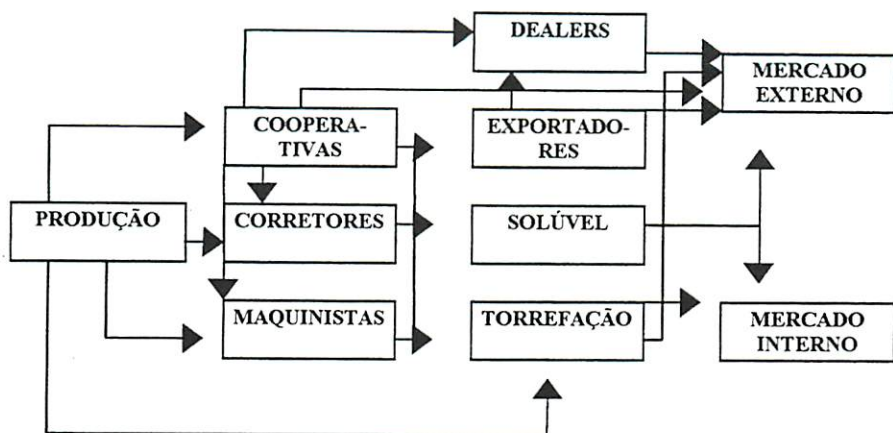 DEALERS
MERCADO
EXTERNO
COOPERA-
TIVAS
EXPORTADO-
RES
PRODUÇÃO
CORRETORES
SOLÚVEL
MAQUINISTAS
TORREFAÇÃO
MERCADO
INTERNO